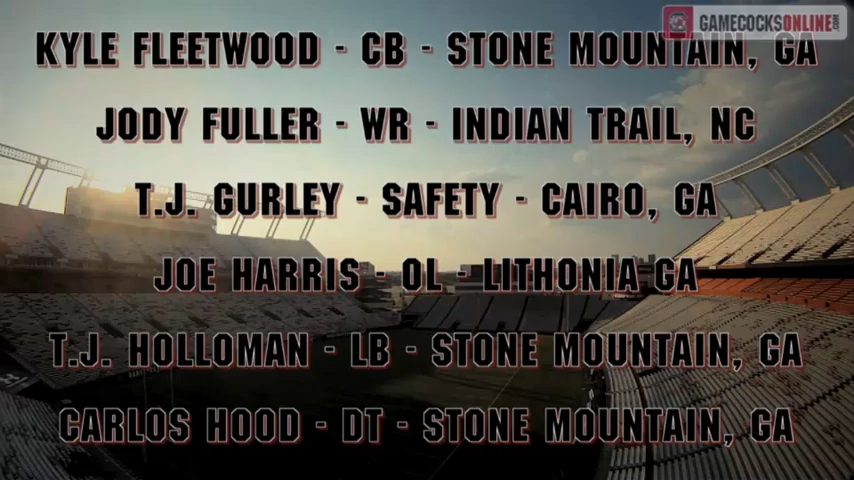 GAMECOCKSONLINE.COM
KYLE FLEETWOOD - CB - STONE MOUNTAIN, GA
JODY FULLER - WR - INDIAN TRAIL, NC
T.J. GURLEY - SAFETY - CAIRO, GA
JOE HARRIS - OL - LITHONIA GA
T.J. HOLLOMAN - LB - STONE MOUNTAIN, GA
CARLOS HOOD - DT - STONE MOUNTAIN, GA